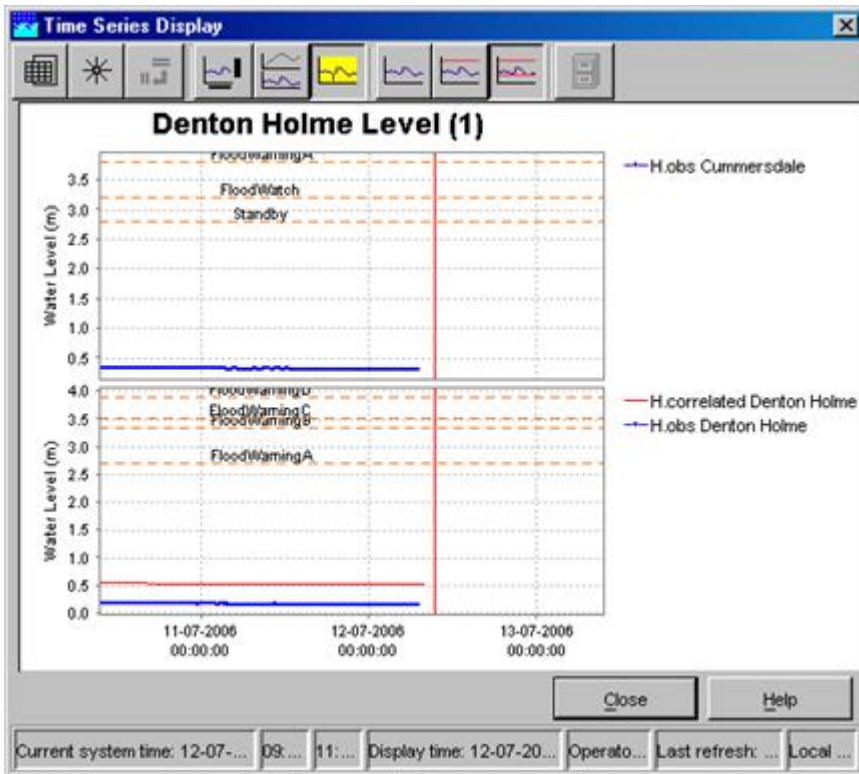 Time Series Display
Denton Holme Level (1)
Water Level (m)
3.5
3.0
2.5
2.0
1.5
1.0
0.5
FloodWarningA
FloodWatch
Standby
H.obs Cummersdale
Water Level (m)
4.0
3.5
3.0
2.5
2.0
1.5
1.0
0.5
0.0
FloodWarningD
FloodWarningC
FloodWarningB
FloodWarningA
H.correlated Denton Holme
H.obs Denton Holme
11-07-2006 12-07-2006 13-07-2006
00:00:00 00:00:00 00:00:00
Close Help
Current system time: 12-07-... 09:... 11:... Display time: 12-07-20... Operato... Last refresh: ... Local ...